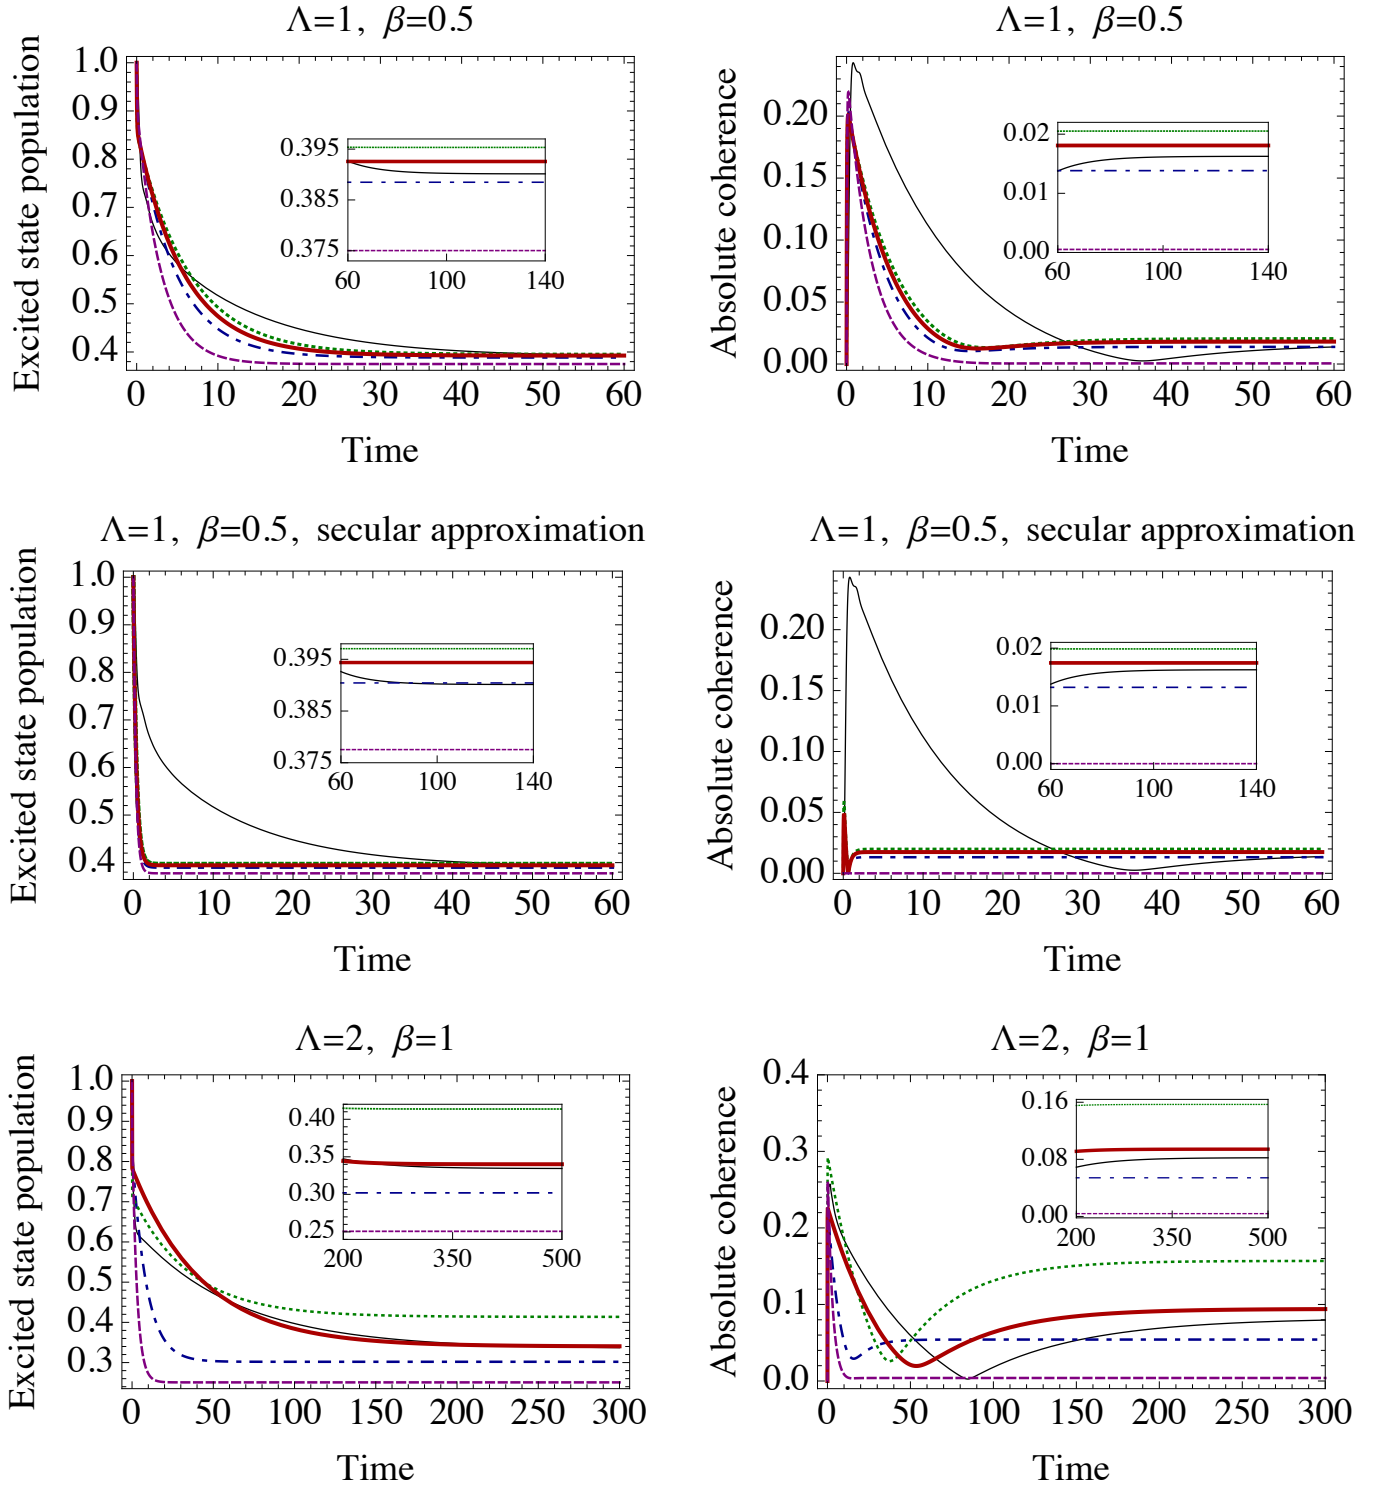 Λ=1, β=0.5
Excited state population
1.0
0.9
0.8
0.7
0.6
0.5
0.4
0 10 20 30 40 50 60
Time
0.395
0.385
0.375
60 100 140
Λ=1, β=0.5
Absolute coherence
0.20
0.15
0.10
0.05
0.00
0 10 20 30 40 50 60
Time
0.02
0.01
0.00
60 100 140
Λ=1, β=0.5, secular approximation
Excited state population
1.0
0.9
0.8
0.7
0.6
0.5
0.4
0 10 20 30 40 50 60
Time
0.395
0.385
0.375
60 100 140
Λ=1, β=0.5, secular approximation
Absolute coherence
0.20
0.15
0.10
0.05
0.00
0 10 20 30 40 50 60
Time
0.02
0.01
0.00
60 100 140
Λ=2, β=1
Excited state population
1.0
0.9
0.8
0.7
0.6
0.5
0.4
0.3
0 50 100 150 200 250 300
Time
0.40
0.35
0.30
0.25
200 350 500
Λ=2, β=1
Absolute coherence
0.4
0.3
0.2
0.1
0.0
0 50 100 150 200 250 300
Time
0.16
0.08
0.00
200 350 500